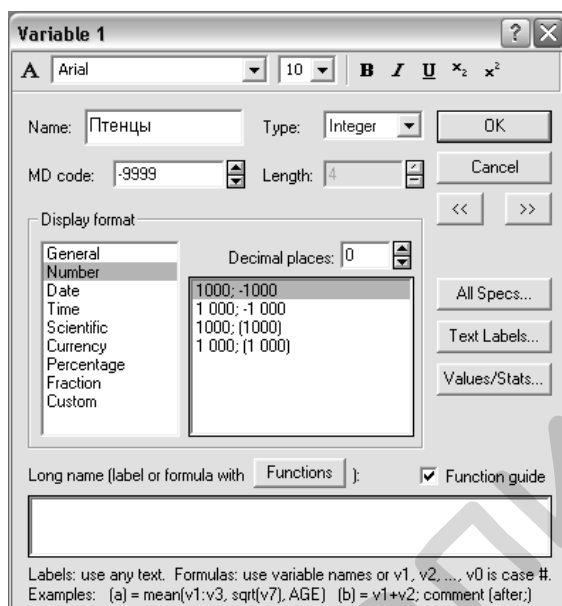 Variable 1 ?
A Arial 10 B I U x₂ x²
Name: Птенцы Type: Integer OK
MD code: -9999 Length: 4 Cancel
<< >>
Display format
General
Number
Date
Time
Scientific
Currency
Percentage
Fraction
Custom
Decimal places: 0
1000; -1000
1 000; -1 000
1000; (1000)
1 000; (1 000)
All Specs...
Text Labels...
Values/Stats...
Long name (label or formula with Functions ): Function guide
Labels: use any text. Formulas: use variable names or v1, v2, ..., v0 is case #.
Examples: (a) = mean(v1:v3, sqrt(v7), AGE) (b) = v1+v2; comment (after;)